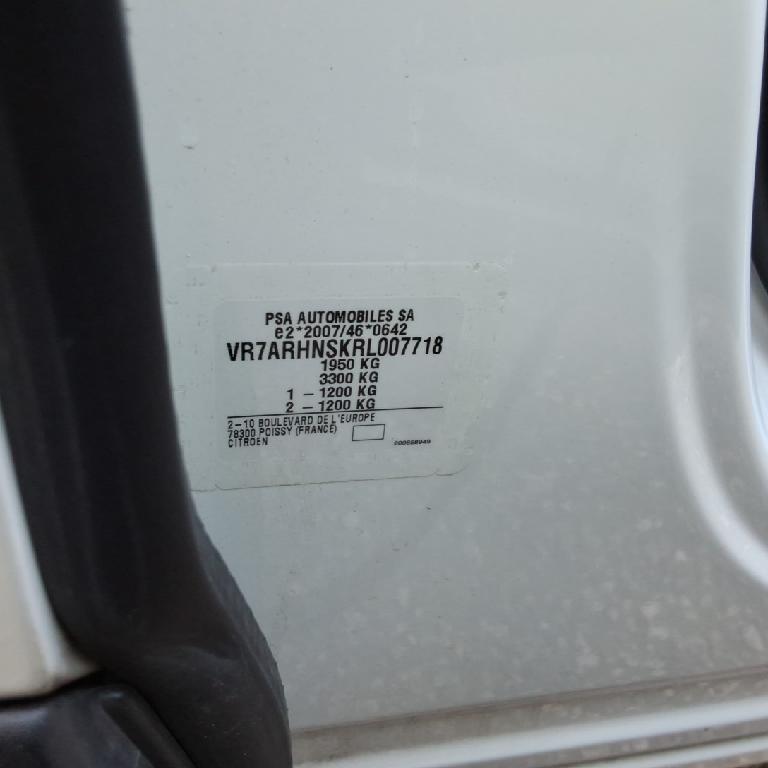 PSA AUTOMOBILES SA
e2*2007/46*0642
VR7ARHNSKRL007718
1950 KG
3300 KG
1 – 1200 KG
2 – 1200 KG
2–10 BOULEVARD DE L'EUROPE
78300 POISSY (FRANCE)
CITROEN